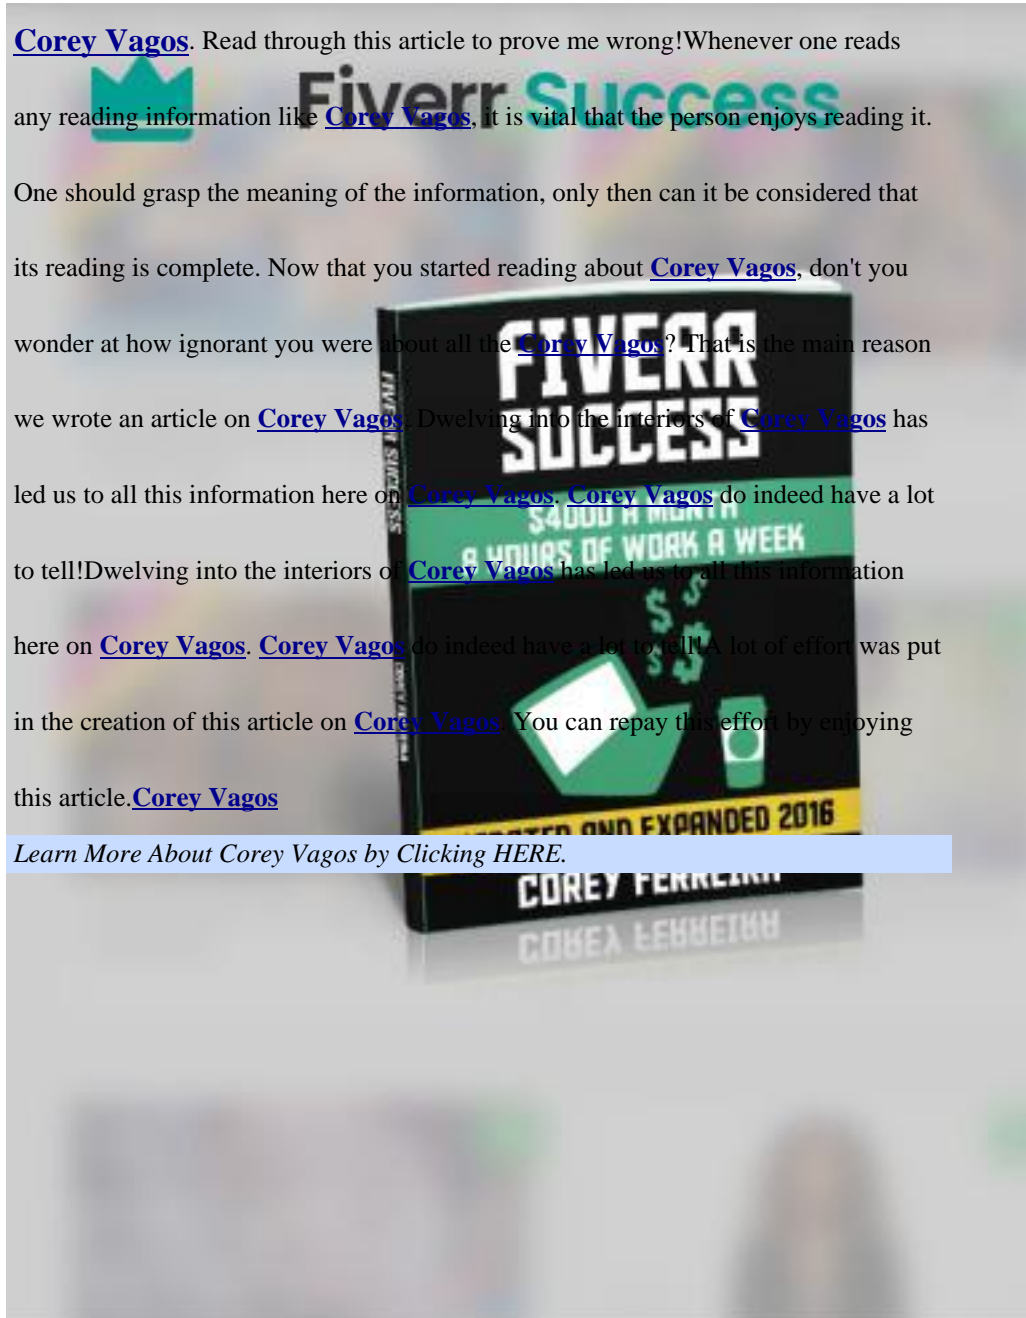 Corey Vagos. Read through this article to prove me wrong!Whenever one reads
Fiverr Success
any reading information like Corey Vagos, it is vital that the person enjoys reading it.
One should grasp the meaning of the information, only then can it be considered that
its reading is complete. Now that you started reading about Corey Vagos, don't you
wonder at how ignorant you were about all the Corey Vagos? That is the main reason
we wrote an article on Corey Vagos. Dwelving into the interiors of Corey Vagos has
led us to all this information here on Corey Vagos. Corey Vagos do indeed have a lot
to tell!Dwelving into the interiors of Corey Vagos has led us to all this information
here on Corey Vagos. Corey Vagos do indeed have a lot to tell!A lot of effort was put
in the creation of this article on Corey Vagos. You can repay this effort by enjoying
this article.Corey Vagos
Learn More About Corey Vagos by Clicking HERE.
FIVERR
SUCCESS
$4000 A MONTH
8 HOURS OF WORK A WEEK
UPDATED AND EXPANDED 2016
COREY FERREIRA
FIVERR SUCCESS
COREY FERREIRA